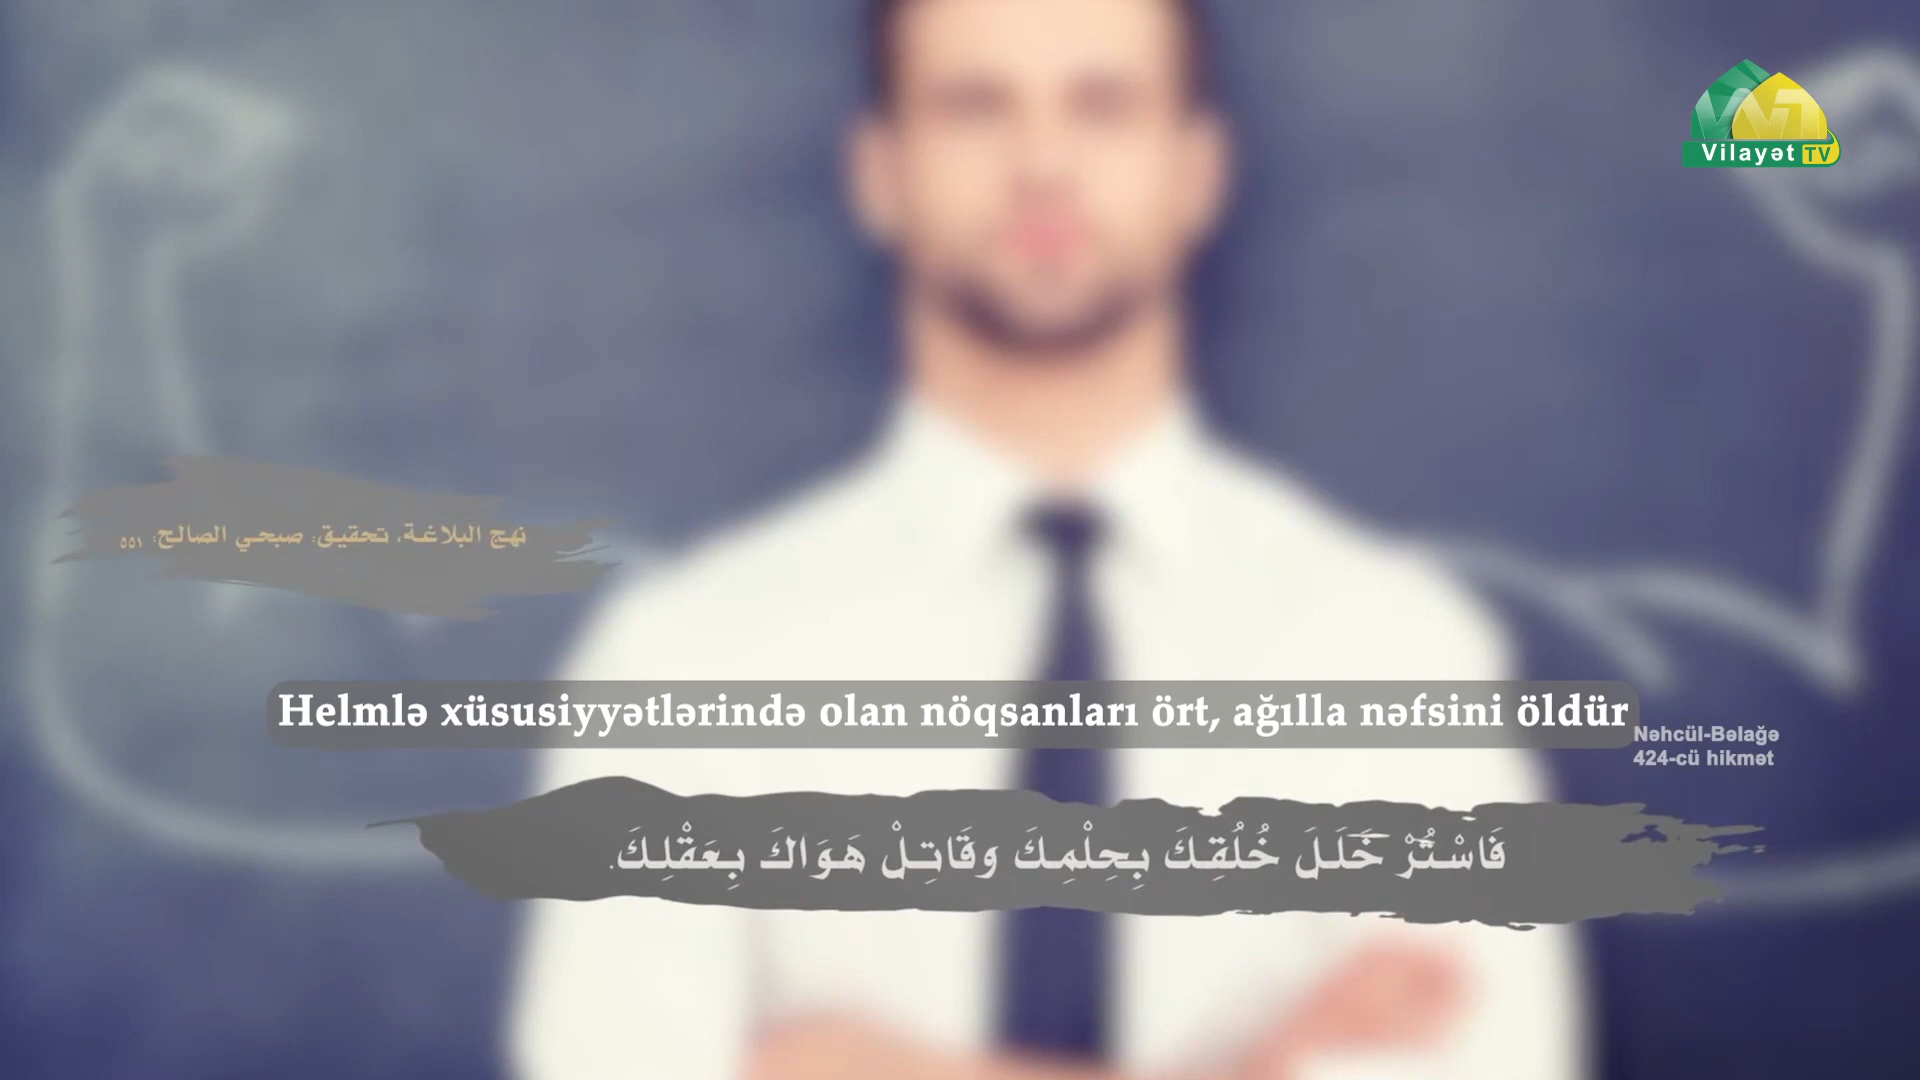 Vilayət TV
نهج البلاغة، تحقيق: صبحي الصالح: ٥٥١
Helmlə xüsusiyyətlərində olan nöqsanları ört, ağılla nəfsini öldür
Nəhcül-Bəlağə
424-cü hikmət
فَاسْتُرْ خَلَلَ خُلُقِكَ بِحِلْمِكَ وقَاتِلْ هَوَاكَ بِعَقْلِكَ.